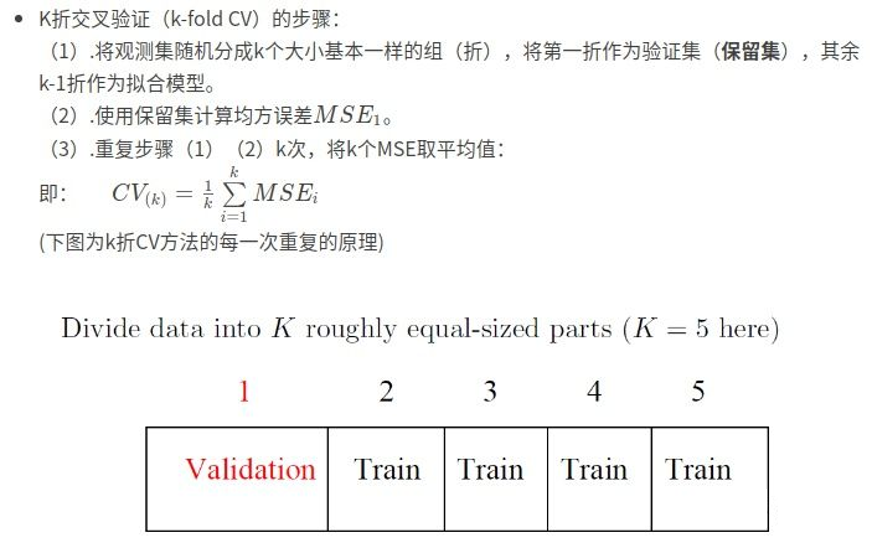 • K折交叉验证（k-fold CV）的步骤：
（1）.将观测集随机分成k个大小基本一样的组（折），将第一折作为验证集（保留集），其余
k-1折作为拟合模型。
（2）.使用保留集计算均方误差MSE₁。
（3）.重复步骤（1）（2）k次，将k个MSE取平均值：
即： CV₍ₖ₎ = 1/k ∑ᵢ₌₁ᵏ MSEᵢ
(下图为k折CV方法的每一次重复的原理)
Divide data into K roughly equal-sized parts (K = 5 here)
1 2 3 4 5
Validation Train Train Train Train